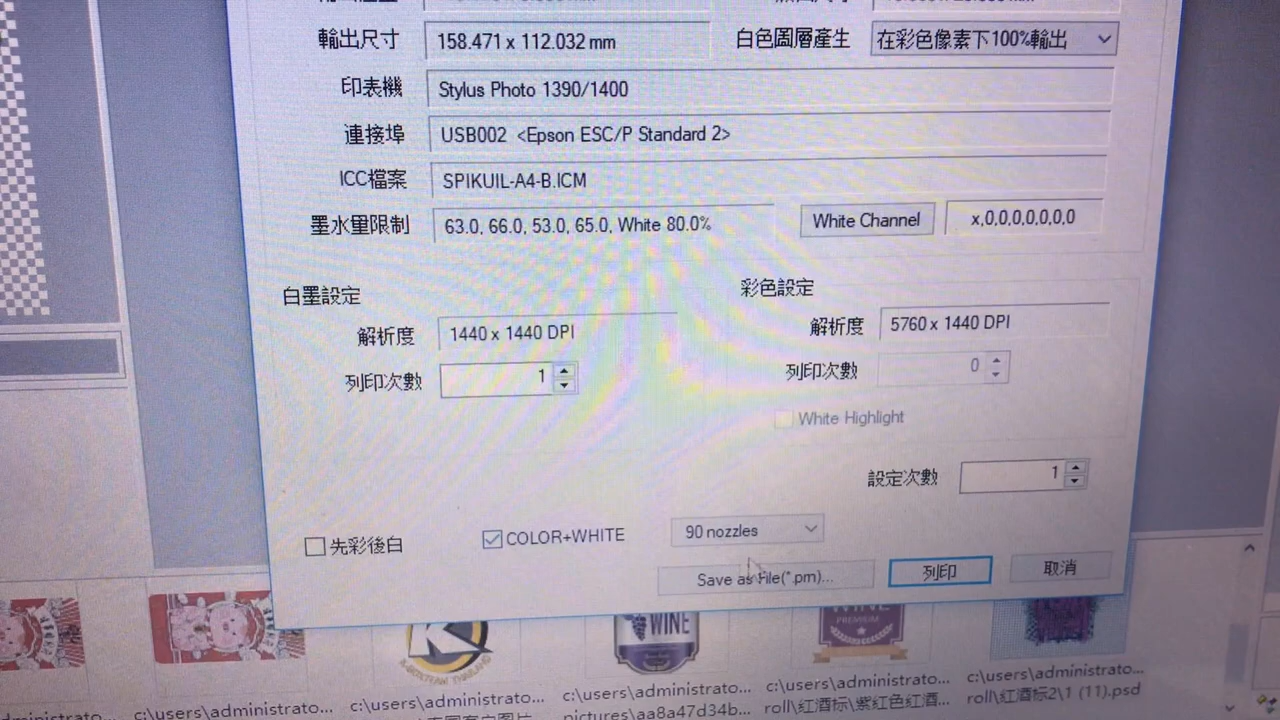 輸出尺寸 158.471 x 112.032 mm 白色圖層產生 在彩色像素下100%輸出
印表機 Stylus Photo 1390/1400
連接埠 USB002 <Epson ESC/P Standard 2>
ICC檔案 SPIKUIL-A4-B.ICM
墨水量限制 63.0, 66.0, 53.0, 65.0, White 80.0% White Channel x,0,0,0,0,0,0,0
白墨設定 彩色設定
解析度 1440 x 1440 DPI 解析度 5760 x 1440 DPI
列印次數 1 列印次數 0
White Highlight
設定次數 1
先彩後白 COLOR+WHITE 90 nozzles
Save as File(*.prn)... 列印 取消
WINE WINE
PREMIUM
c:\users\administrato... c:\users\administrato... c:\users\administrato... c:\users\administrato... c:\users\administrato...
pictures\aa8a47d34b... roll\紅酒标\紫紅色红酒... roll\红酒标2\1 (11).psd